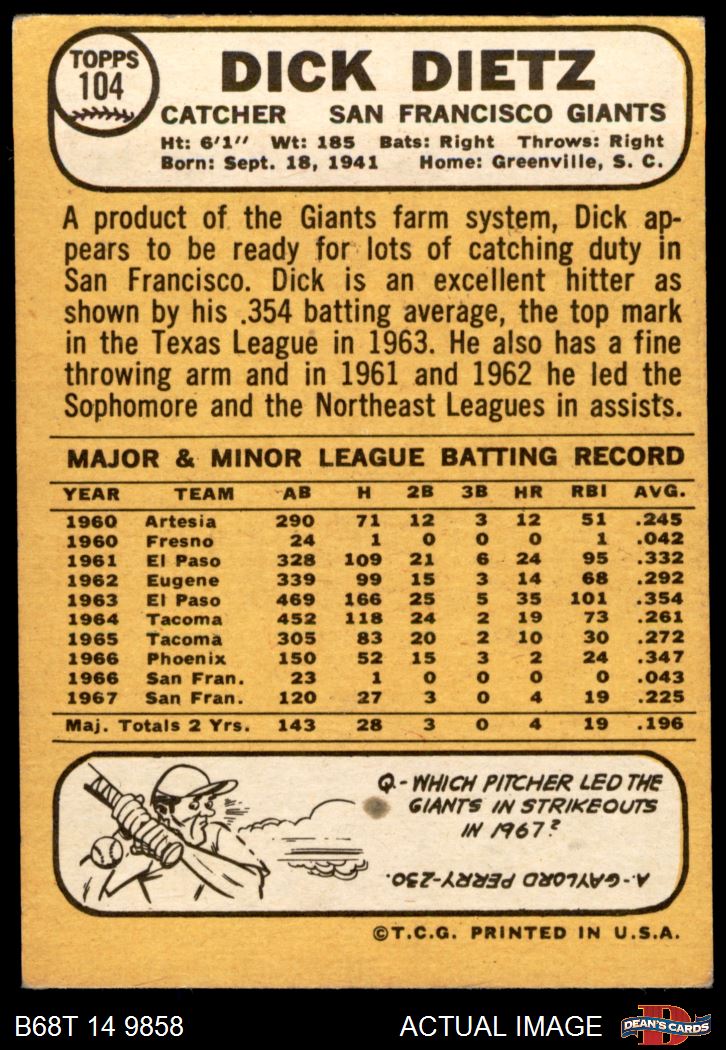 TOPPS
104
DICK DIETZ
CATCHER SAN FRANCISCO GIANTS
Ht: 6'1" Wt: 185 Bats: Right Throws: Right
Born: Sept. 18, 1941 Home: Greenville, S. C.
A product of the Giants farm system, Dick ap-
pears to be ready for lots of catching duty in
San Francisco. Dick is an excellent hitter as
shown by his .354 batting average, the top mark
in the Texas League in 1963. He also has a fine
throwing arm and in 1961 and 1962 he led the
Sophomore and the Northeast Leagues in assists.
MAJOR & MINOR LEAGUE BATTING RECORD
YEAR TEAM AB H 2B 3B HR RBI AVG.
1960 Artesia 290 71 12 3 12 51 .245
1960 Fresno 24 1 0 0 0 1 .042
1961 El Paso 328 109 21 6 24 95 .332
1962 Eugene 339 99 15 3 14 68 .292
1963 El Paso 469 166 25 5 35 101 .354
1964 Tacoma 452 118 24 2 19 73 .261
1965 Tacoma 305 83 20 2 10 30 .272
1966 Phoenix 150 52 15 3 2 24 .347
1966 San Fran. 23 1 0 0 0 0 .043
1967 San Fran. 120 27 3 0 4 19 .225
Maj. Totals 2 Yrs. 143 28 3 0 4 19 .196
Q.- WHICH PITCHER LED THE
GIANTS IN STRIKEOUTS
IN 1967?
A.- GAYLORD PERRY-230.
©T.C.G. PRINTED IN U.S.A.
B68T 14 9858 ACTUAL IMAGE
D
DEAN'S CARDS